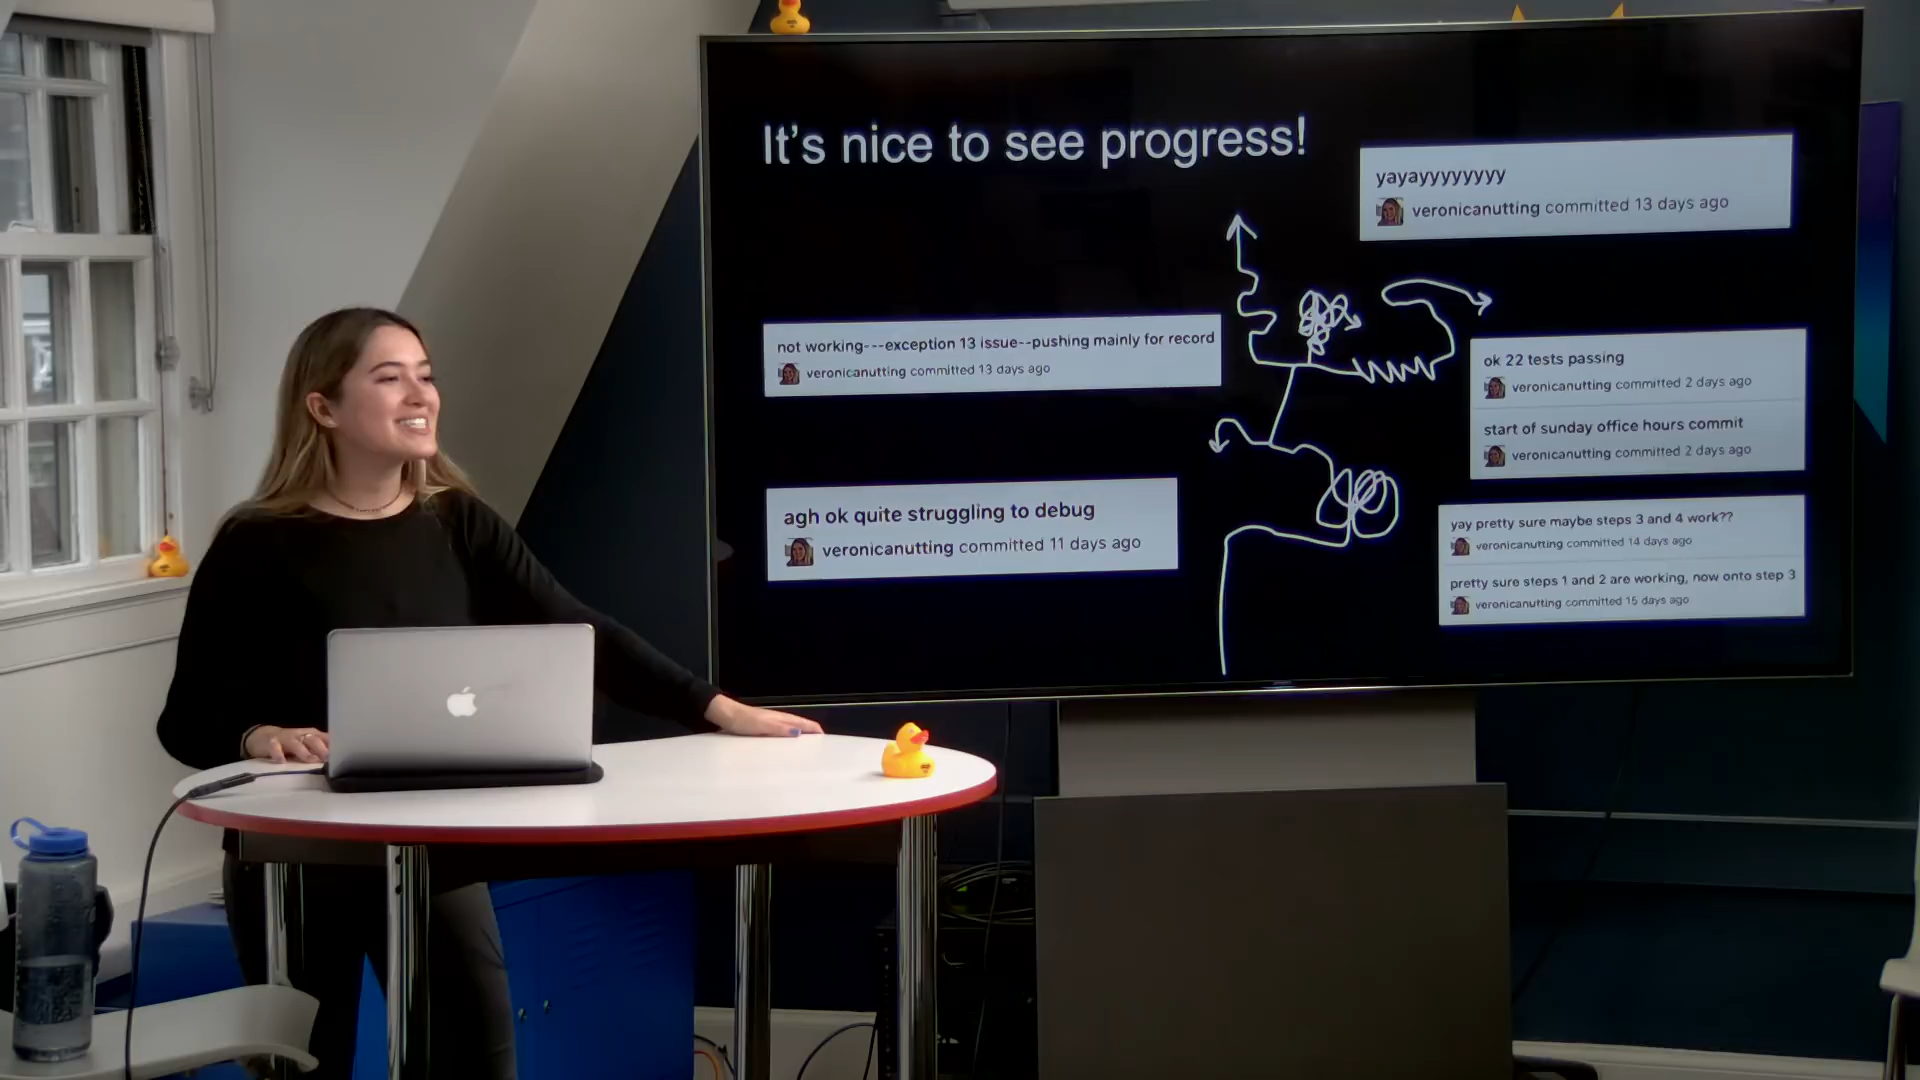 It's nice to see progress!
yayayyyyyyyyy
veronicanutting committed 13 days ago
not working---exception 13 issue--pushing mainly for record
veronicanutting committed 13 days ago
ok 22 tests passing
veronicanutting committed 2 days ago
start of sunday office hours commit
veronicanutting committed 2 days ago
agh ok quite struggling to debug
veronicanutting committed 11 days ago
yay pretty sure maybe steps 3 and 4 work??
veronicanutting committed 14 days ago
pretty sure steps 1 and 2 are working, now onto step 3
veronicanutting committed 15 days ago